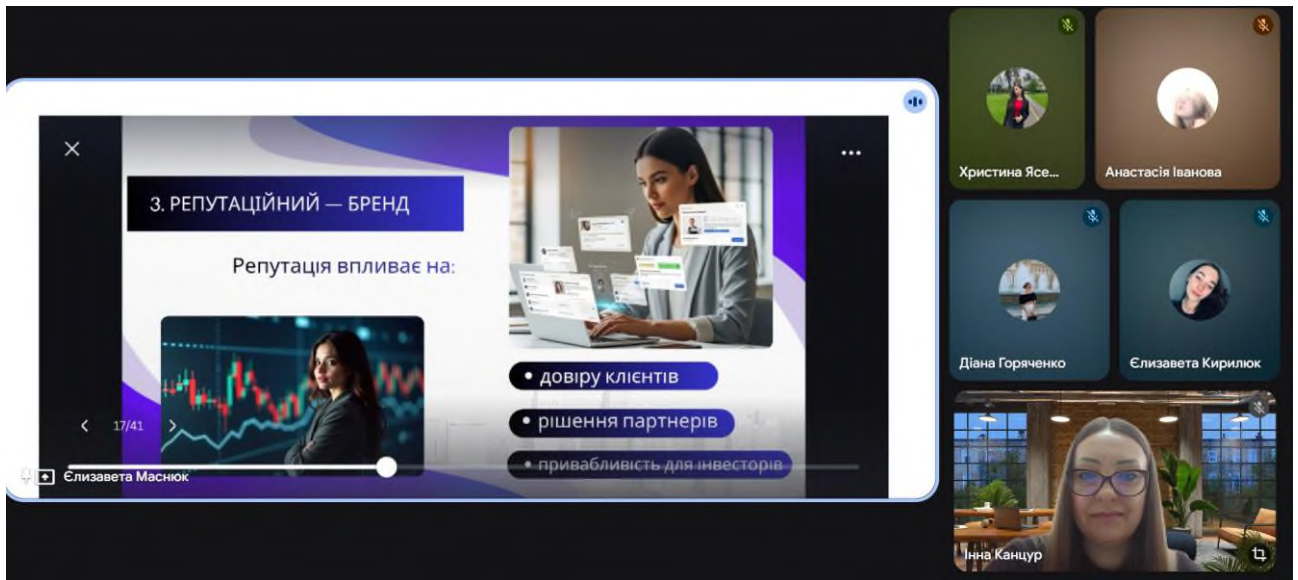 3. РЕПУТАЦІЙНИЙ — БРЕНД
Репутація впливає на:
• довіру клієнтів
• рішення партнерів
• привабливість для інвесторів
17/41
Єлизавета Маснюк
Христина Ясе...
Анастасія Іванова
Діана Горяченко
Єлизавета Кирилюк
Інна Канцур